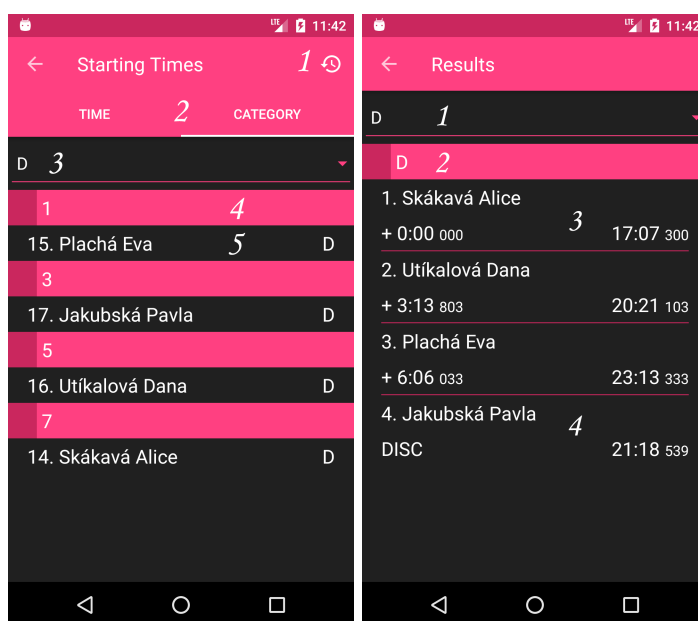 LTE 11:42
Starting Times 1
TIME 2 CATEGORY
D 3
1 4
15. Plachá Eva 5 D
3
17. Jakubská Pavla D
5
16. Utíkalová Dana D
7
14. Skákavá Alice D
LTE 11:42
Results
D 1
D 2
1. Skákavá Alice
3
+ 0:00 000 17:07 300
2. Utíkalová Dana
+ 3:13 803 20:21 103
3. Plachá Eva
+ 6:06 033 23:13 333
4. Jakubská Pavla
4
DISC 21:18 539